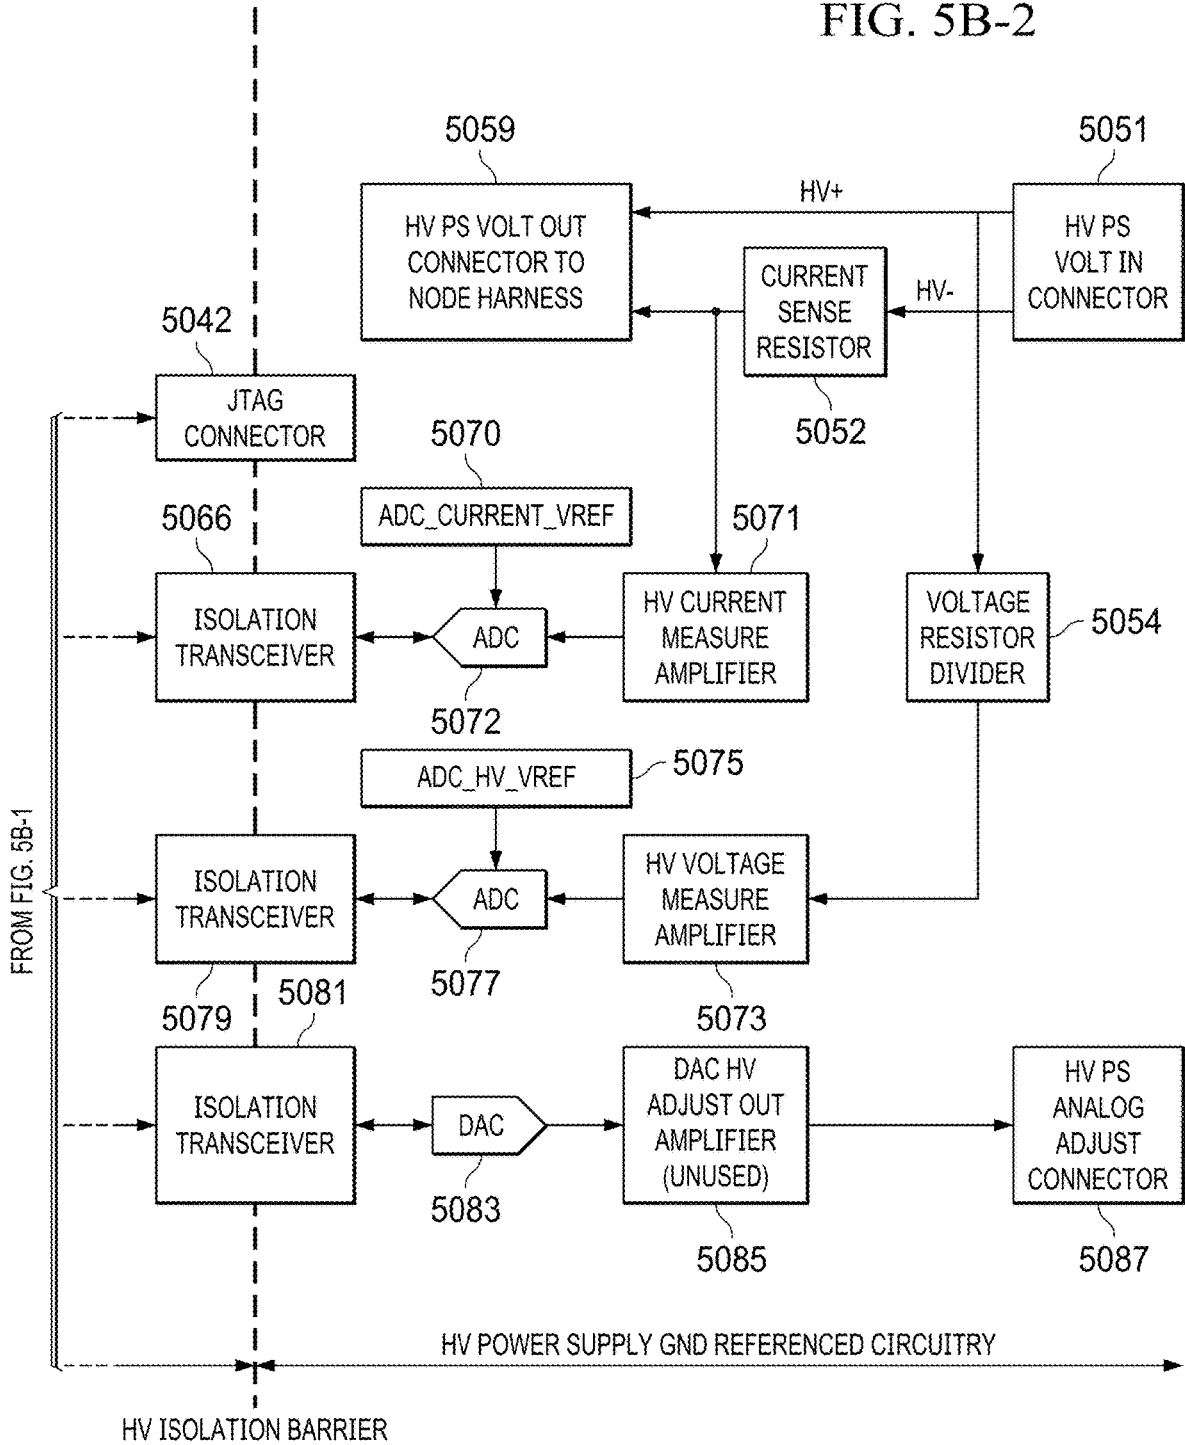 FIG. 5B-2
5059
5051
HV PS VOLT OUT
CONNECTOR TO
NODE HARNESS
HV+
HV PS
VOLT IN
CONNECTOR
CURRENT
SENSE
RESISTOR
HV-
5052
5042
JTAG
CONNECTOR
5070
ADC_CURRENT_VREF
5066
ISOLATION
TRANSCEIVER
ADC
5072
5071
HV CURRENT
MEASURE
AMPLIFIER
VOLTAGE
RESISTOR
DIVIDER
5054
ADC_HV_VREF
5075
FROM FIG. 5B-1
ISOLATION
TRANSCEIVER
5079
ADC
5077
HV VOLTAGE
MEASURE
AMPLIFIER
5073
5081
ISOLATION
TRANSCEIVER
DAC
5083
DAC HV
ADJUST OUT
AMPLIFIER
(UNUSED)
5085
HV PS
ANALOG
ADJUST
CONNECTOR
5087
HV POWER SUPPLY GND REFERENCED CIRCUITRY
HV ISOLATION BARRIER